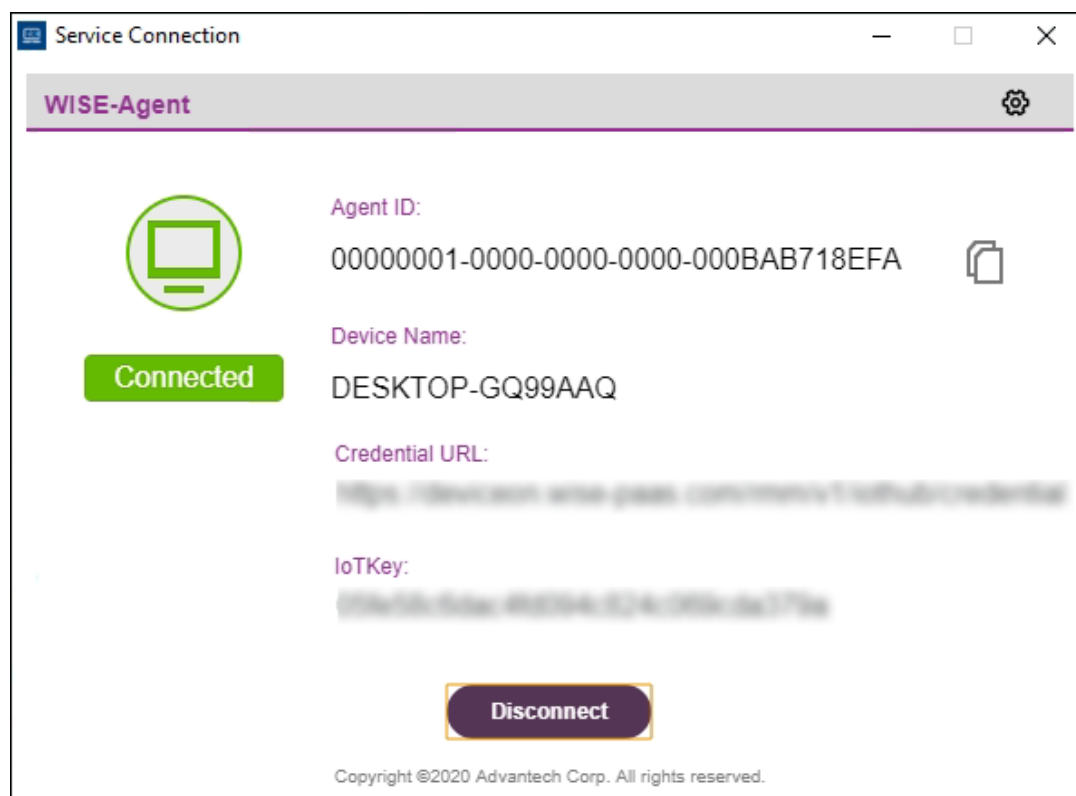 Service Connection
WISE-Agent
Agent ID:
00000001-0000-0000-0000-000BAB718EFA
Device Name:
Connected
DESKTOP-GQ99AAQ
Credential URL:
IoTKey:
Disconnect
Copyright ©2020 Advantech Corp. All rights reserved.